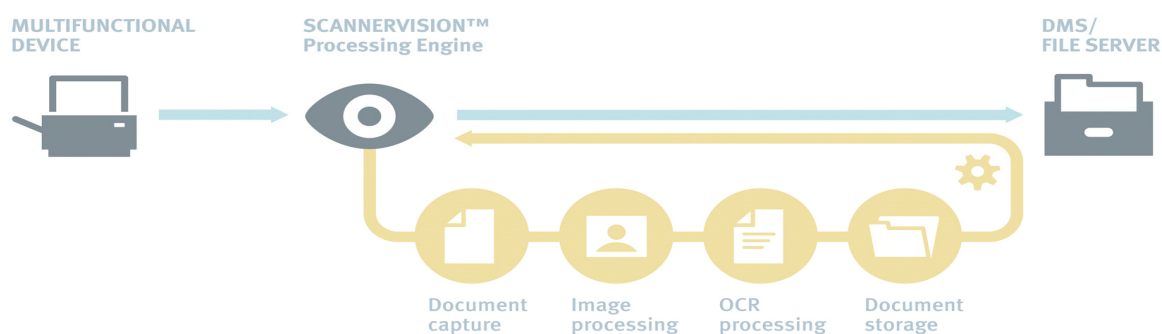 MULTIFUNCTIONAL
DEVICE
SCANNERVISION™
Processing Engine
DMS/
FILE SERVER
Document
capture
Image
processing
OCR
processing
Document
storage